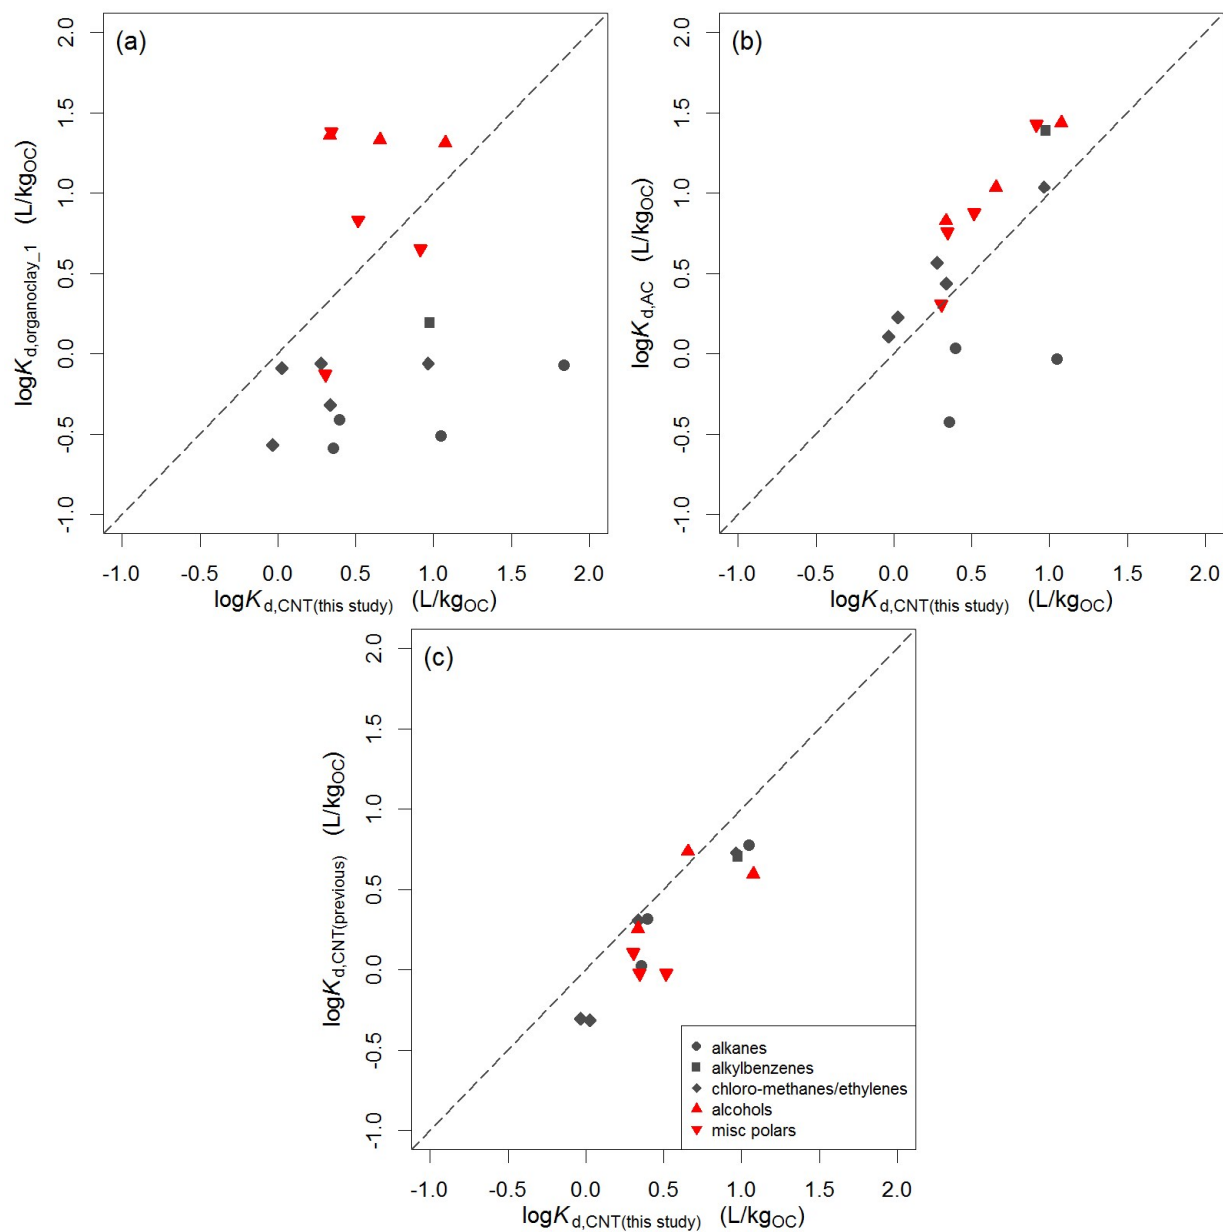 (a)
2.0
1.5
1.0
0.5
0.0
-0.5
-1.0
logKd,organoclay_1 (L/kgOC)
-1.0 -0.5 0.0 0.5 1.0 1.5 2.0
logKd,CNT(this study) (L/kgOC)
(b)
2.0
1.5
1.0
0.5
0.0
-0.5
-1.0
logKd,AC (L/kgOC)
-1.0 -0.5 0.0 0.5 1.0 1.5 2.0
logKd,CNT(this study) (L/kgOC)
(c)
2.0
1.5
1.0
0.5
0.0
-0.5
-1.0
logKd,CNT(previous) (L/kgOC)
alkanes
alkylbenzenes
chloro-methanes/ethylenes
alcohols
misc polars
-1.0 -0.5 0.0 0.5 1.0 1.5 2.0
logKd,CNT(this study) (L/kgOC)